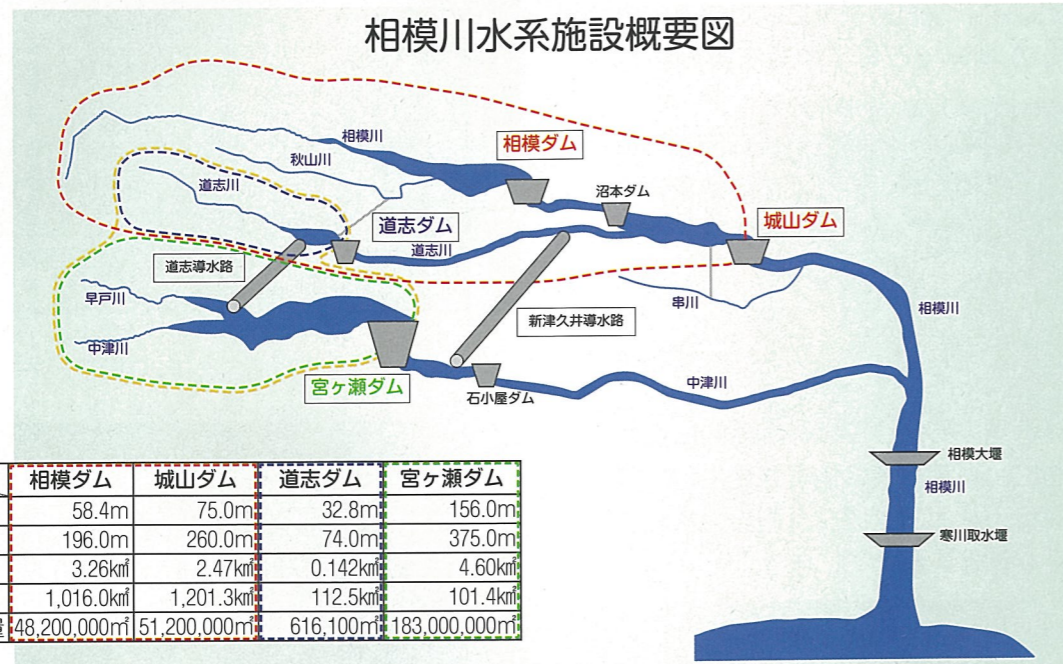 相模川水系施設概要図
相模川
秋山川
道志川
相模ダム
沼本ダム
道志ダム
道志川
城山ダム
道志導水路
早戸川
中津川
新津久井導水路
串川
相模川
宮ヶ瀬ダム
石小屋ダム
中津川
相模大堰
相模川
寒川取水堰
相模ダム 城山ダム 道志ダム 宮ヶ瀬ダム
58.4m 75.0m 32.8m 156.0m
196.0m 260.0m 74.0m 375.0m
3.26k㎡ 2.47k㎡ 0.142k㎡ 4.60k㎡
1,016.0k㎡ 1,201.3k㎡ 112.5k㎡ 101.4k㎡
48,200,000㎡ 51,200,000㎡ 616,100㎡ 183,000,000㎡